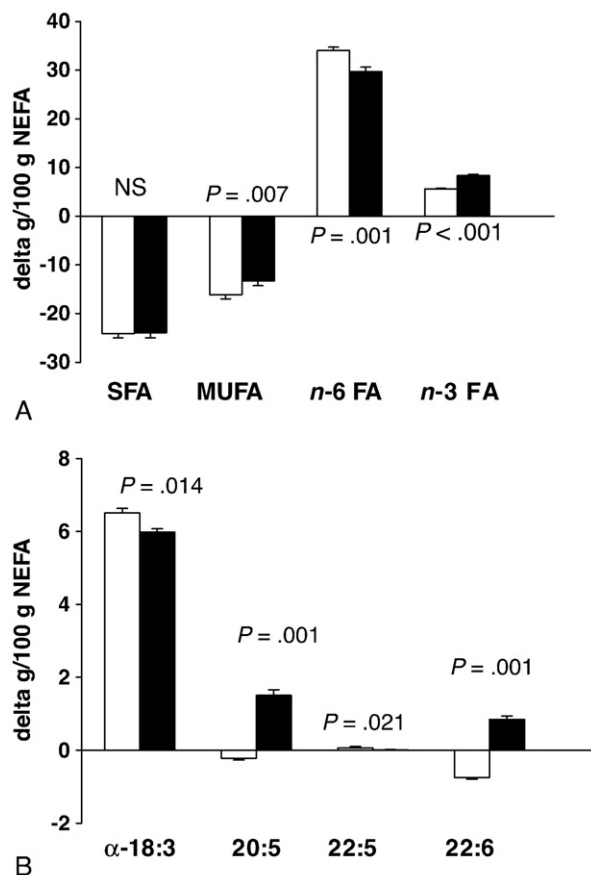 40
30
20
10
0
-10
-20
-30
delta g/100 g NEFA
NS
P = .007
P = .001
P < .001
SFA MUFA n-6 FA n-3 FA
A
8
6
4
2
0
-2
delta g/100 g NEFA
P = .014
P = .001
P = .021
P = .001
α-18:3 20:5 22:5 22:6
B